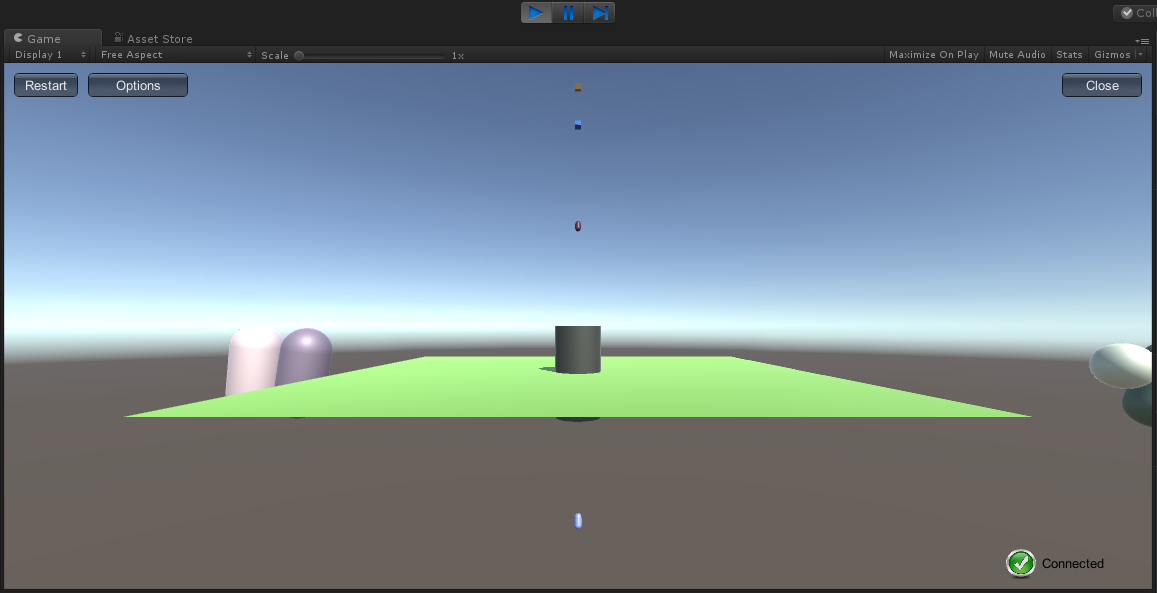 Coll
Game
Asset Store
Display 1
Free Aspect
Scale
1x
Maximize On Play
Mute Audio
Stats
Gizmos
Restart
Options
Close
Connected